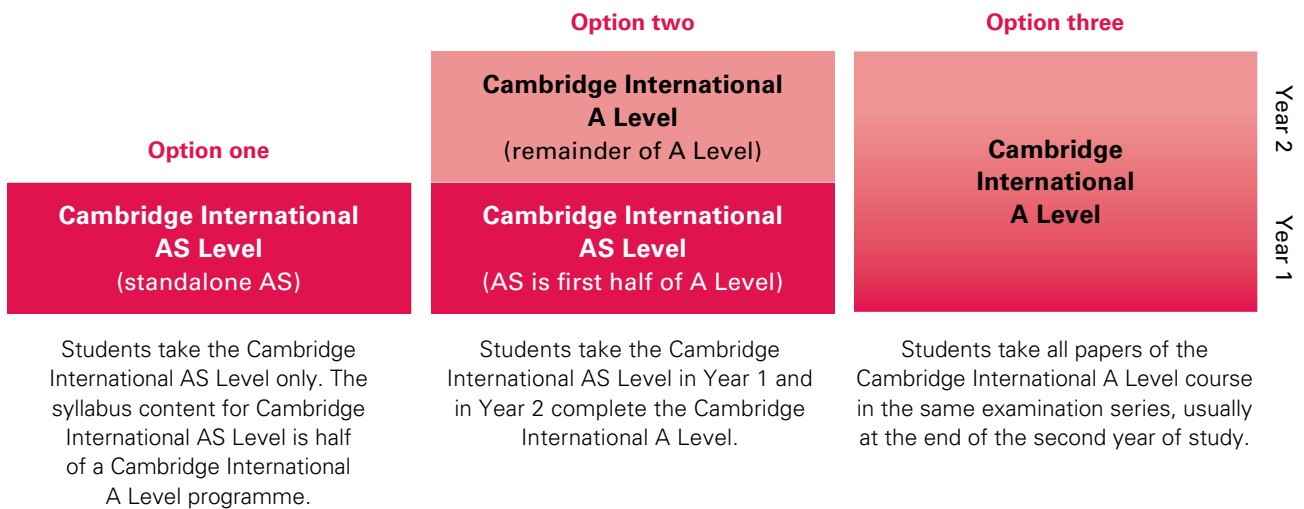 Option one
Cambridge International
AS Level
(standalone AS)
Students take the Cambridge
International AS Level only. The
syllabus content for Cambridge
International AS Level is half
of a Cambridge International
A Level programme.
Option two
Cambridge International
A Level
(remainder of A Level)
Cambridge International
AS Level
(AS is first half of A Level)
Students take the Cambridge
International AS Level in Year 1 and
in Year 2 complete the Cambridge
International A Level.
Option three
Cambridge
International
A Level
Students take all papers of the
Cambridge International A Level course
in the same examination series, usually
at the end of the second year of study.
Year 2
Year 1